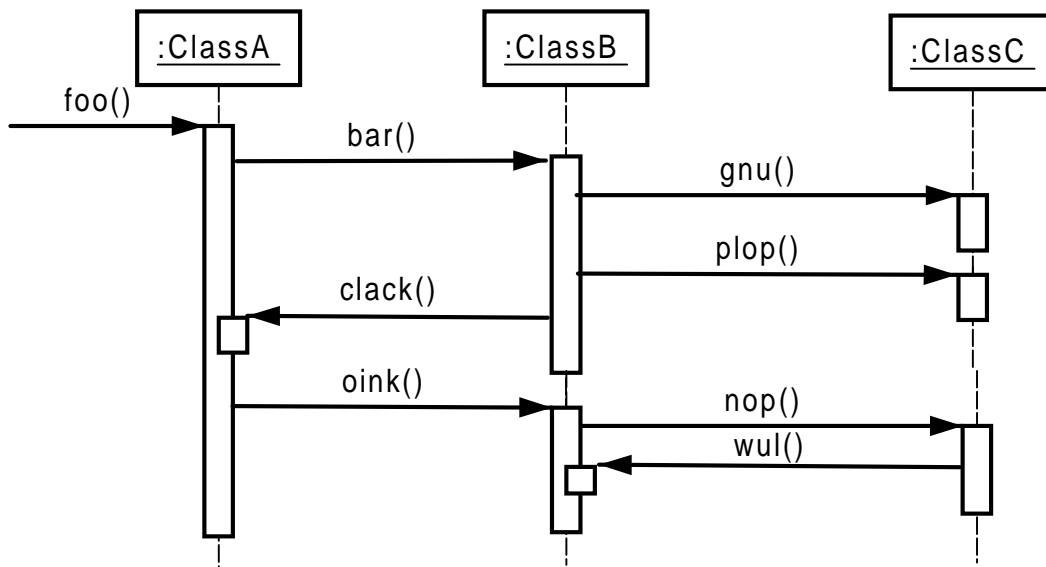 :ClassA
:ClassB
:ClassC
foo()
bar()
gnu()
plop()
clack()
oink()
nop()
wul()